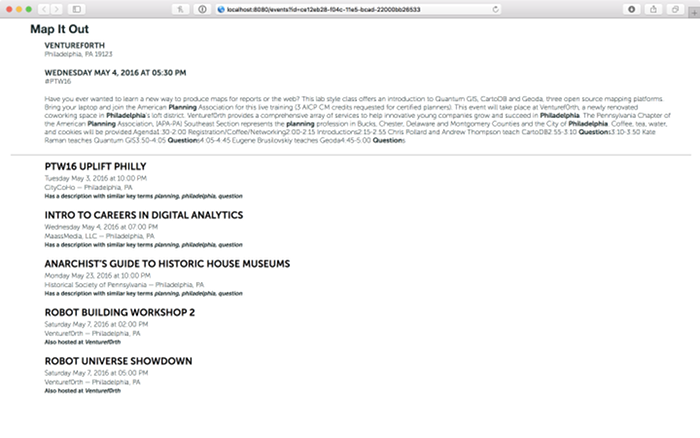 localhost:8080/events?id=ce12eb28-f04c-11e5-bcad-22000bb26533
Map It Out
VENTUREF0RTH
Philadelphia, PA 19123
WEDNESDAY MAY 4, 2016 AT 05:30 PM
#PTW16
Have you ever wanted to learn a new way to produce maps for reports or the web? This lab style class offers an introduction to Quantum GIS, CartoDB and Geoda, three open source mapping platforms.
Bring your laptop and join the American Planning Association for this live training (3 AICP CM credits requested for certified planners). This event will take place at Venturef0rth, a newly renovated
coworking space in Philadelphia's loft district. Venturef0rth provides a comprehensive array of services to help innovative young companies grow and succeed in Philadelphia. The Pennsylvania Chapter of
the American Planning Association, (APA-PA) Southeast Section represents the planning profession in Bucks, Chester, Delaware and Montgomery Counties and the City of Philadelphia. Coffee, tea, water,
and cookies will be provided.Agenda1:30-2:00 Registration/Coffee/Networking2:00-2:15 Introductions2:15-2:55 Chris Pollard and Andrew Thompson teach CartoDB2:55-3:10 Questions3:10-3:50 Kate
Raman teaches Quantum GIS3:50-4:05 Questions4:05-4:45 Eugene Brusilovskiy teaches Geoda4:45-5:00 Questions
PTW16 UPLIFT PHILLY
Tuesday May 3, 2016 at 10:00 PM
CityCoHo — Philadelphia, PA
Has a description with similar key terms planning, philadelphia, question
INTRO TO CAREERS IN DIGITAL ANALYTICS
Wednesday May 4, 2016 at 07:00 PM
MaassMedia, LLC — Philadelphia, PA
Has a description with similar key terms planning, philadelphia, question
ANARCHIST'S GUIDE TO HISTORIC HOUSE MUSEUMS
Monday May 23, 2016 at 10:00 PM
Historical Society of Pennsylvania — Philadelphia, PA
Has a description with similar key terms planning, philadelphia, question
ROBOT BUILDING WORKSHOP 2
Saturday May 7, 2016 at 02:00 PM
Venturef0rth — Philadelphia, PA
Also hosted at Venturef0rth
ROBOT UNIVERSE SHOWDOWN
Saturday May 7, 2016 at 05:00 PM
Venturef0rth — Philadelphia, PA
Also hosted at Venturef0rth